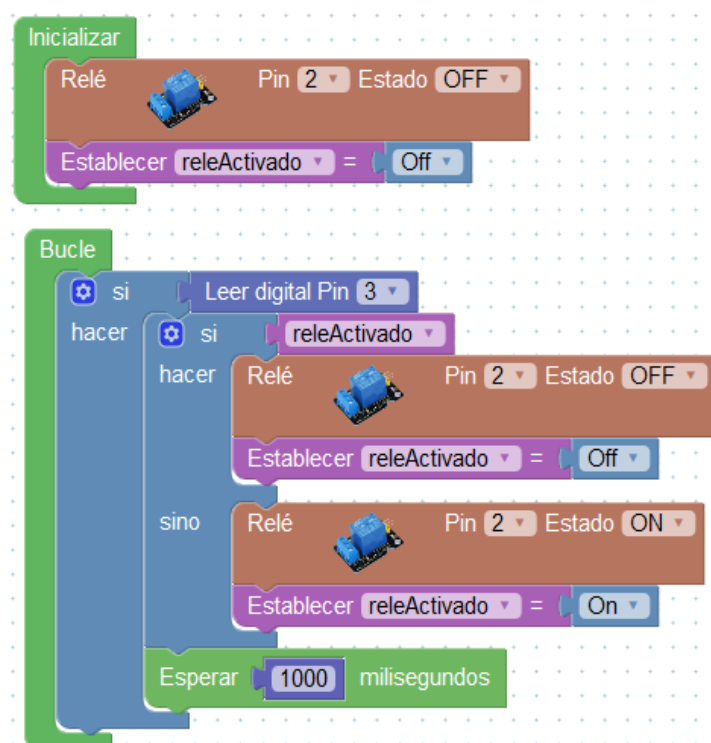 Inicializar
Relé Pin 2 Estado OFF
Establecer releActivado = Off
Bucle
si Leer digital Pin 3
hacer si releActivado
hacer Relé Pin 2 Estado OFF
Establecer releActivado = Off
sino Relé Pin 2 Estado ON
Establecer releActivado = On
Esperar 1000 milisegundos